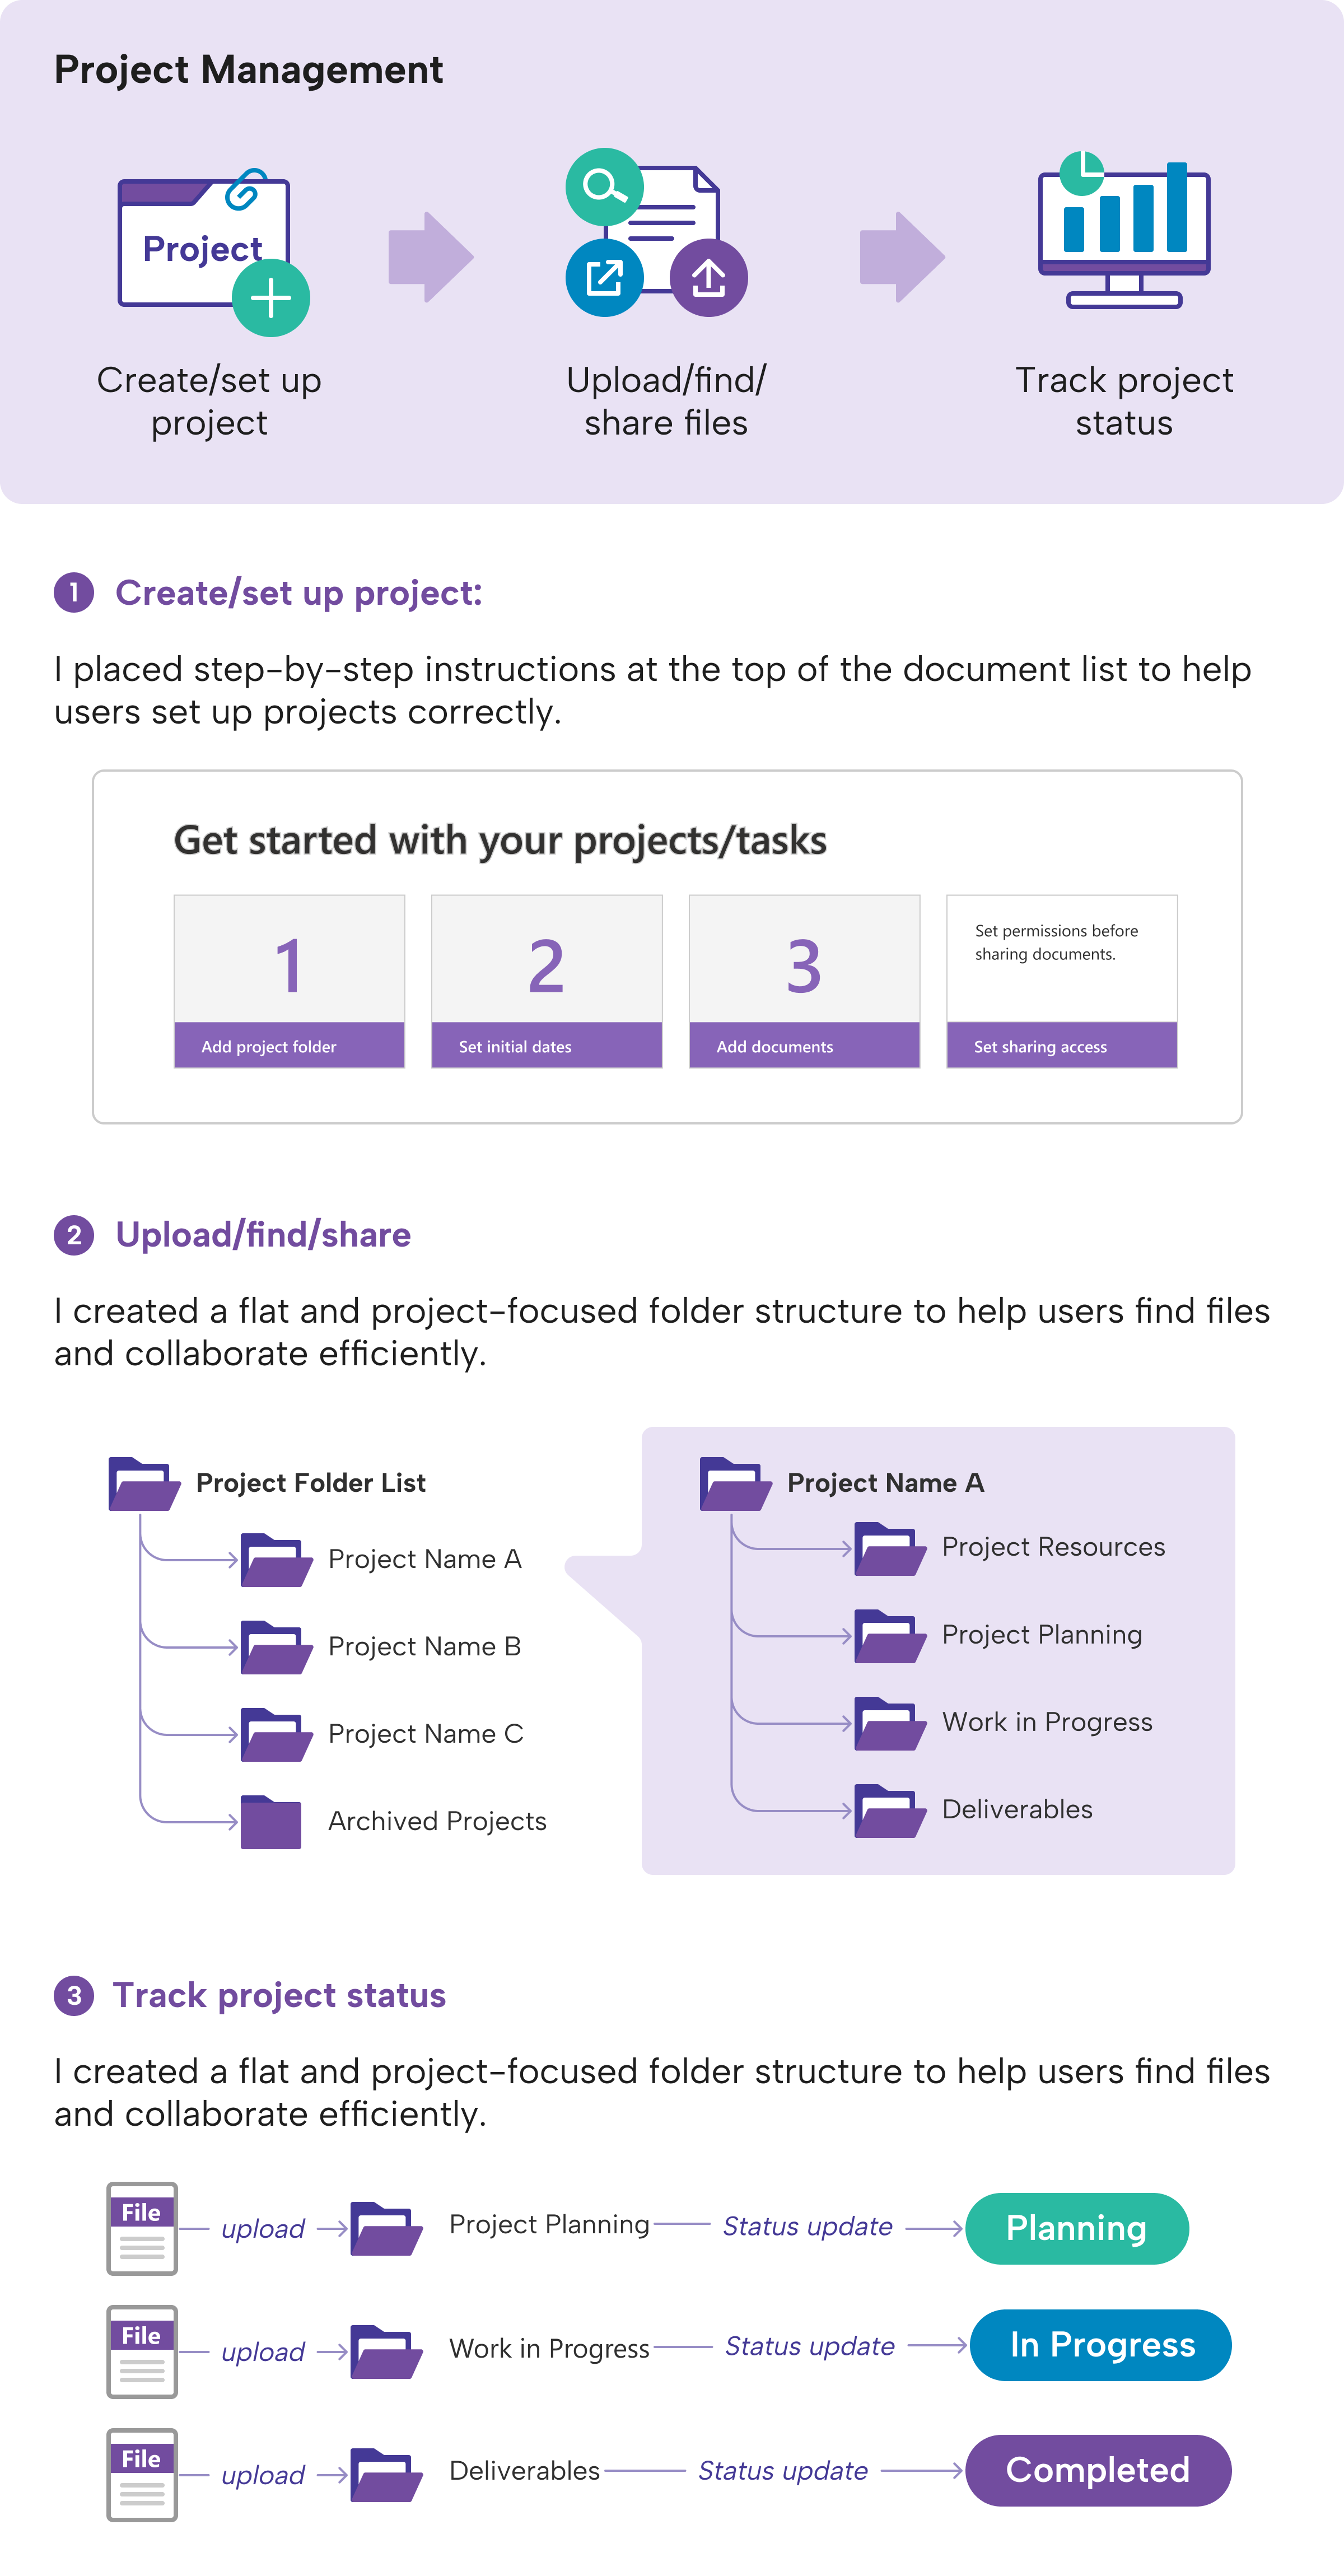 Project Management
Project
Create/set up
project
Upload/find/
share files
Track project
status
1 Create/set up project:
I placed step-by-step instructions at the top of the document list to help
users set up projects correctly.
Get started with your projects/tasks
1
Add project folder
2
Set initial dates
3
Add documents
Set permissions before
sharing documents.
Set sharing access
2 Upload/find/share
I created a flat and project-focused folder structure to help users find files
and collaborate efficiently.
Project Folder List
Project Name A
Project Name B
Project Name C
Archived Projects
Project Name A
Project Resources
Project Planning
Work in Progress
Deliverables
3 Track project status
I created a flat and project-focused folder structure to help users find files
and collaborate efficiently.
File upload Project Planning Status update Planning
File upload Work in Progress Status update In Progress
File upload Deliverables Status update Completed